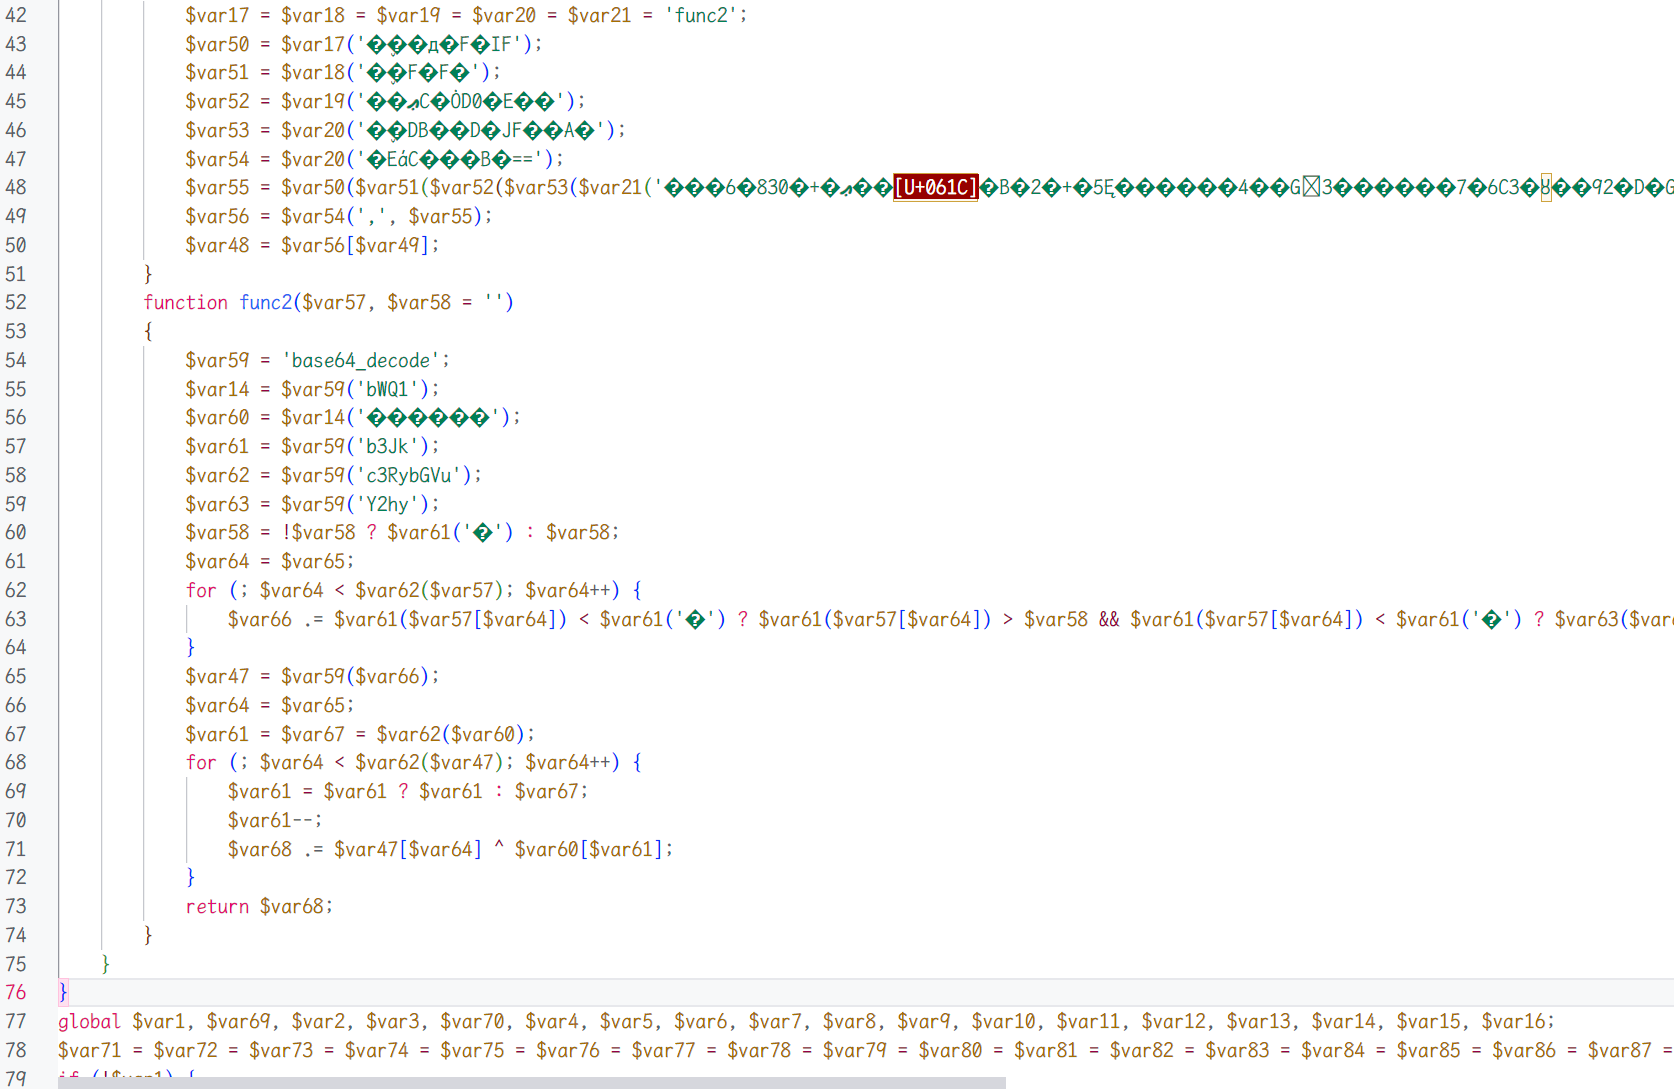 42 $var17 = $var18 = $var19 = $var20 = $var21 = 'func2';
43 $var50 = $var17('���д�F�IF');
44 $var51 = $var18('��F�F�');
45 $var52 = $var19('��C�ȮD0�E��');
46 $var53 = $var20('��DB��D�JF��A�');
47 $var54 = $var20('�EáC���B�==');
48 $var55 = $var50($var51($var52($var53($var21('���6�830�+���[U+061C]�B�2�+�5Ę������4��G3������7�6C3���92�D�G
49 $var56 = $var54(',', $var55);
50 $var48 = $var56[$var49];
51 }
52 function func2($var57, $var58 = '')
53 {
54 $var59 = 'base64_decode';
55 $var14 = $var59('bWQ1');
56 $var60 = $var14('������');
57 $var61 = $var59('b3Jk');
58 $var62 = $var59('c3RybGVu');
59 $var63 = $var59('Y2hy');
60 $var58 = !$var58 ? $var61('�') : $var58;
61 $var64 = $var65;
62 for (; $var64 < $var62($var57); $var64++) {
63 $var66 .= $var61($var57[$var64]) < $var61('�') ? $var61($var57[$var64]) > $var58 && $var61($var57[$var64]) < $var61('�') ? $var63($var
64 }
65 $var47 = $var59($var66);
66 $var64 = $var65;
67 $var61 = $var67 = $var62($var60);
68 for (; $var64 < $var62($var47); $var64++) {
69 $var61 = $var61 ? $var61 : $var67;
70 $var61--;
71 $var68 .= $var47[$var64] ^ $var60[$var61];
72 }
73 return $var68;
74 }
75 }
76 }
77 global $var1, $var69, $var2, $var3, $var70, $var4, $var5, $var6, $var7, $var8, $var9, $var10, $var11, $var12, $var13, $var14, $var15, $var16;
78 $var71 = $var72 = $var73 = $var74 = $var75 = $var76 = $var77 = $var78 = $var79 = $var80 = $var81 = $var82 = $var83 = $var84 = $var85 = $var86 = $var87 =
79 if (!$var1) {